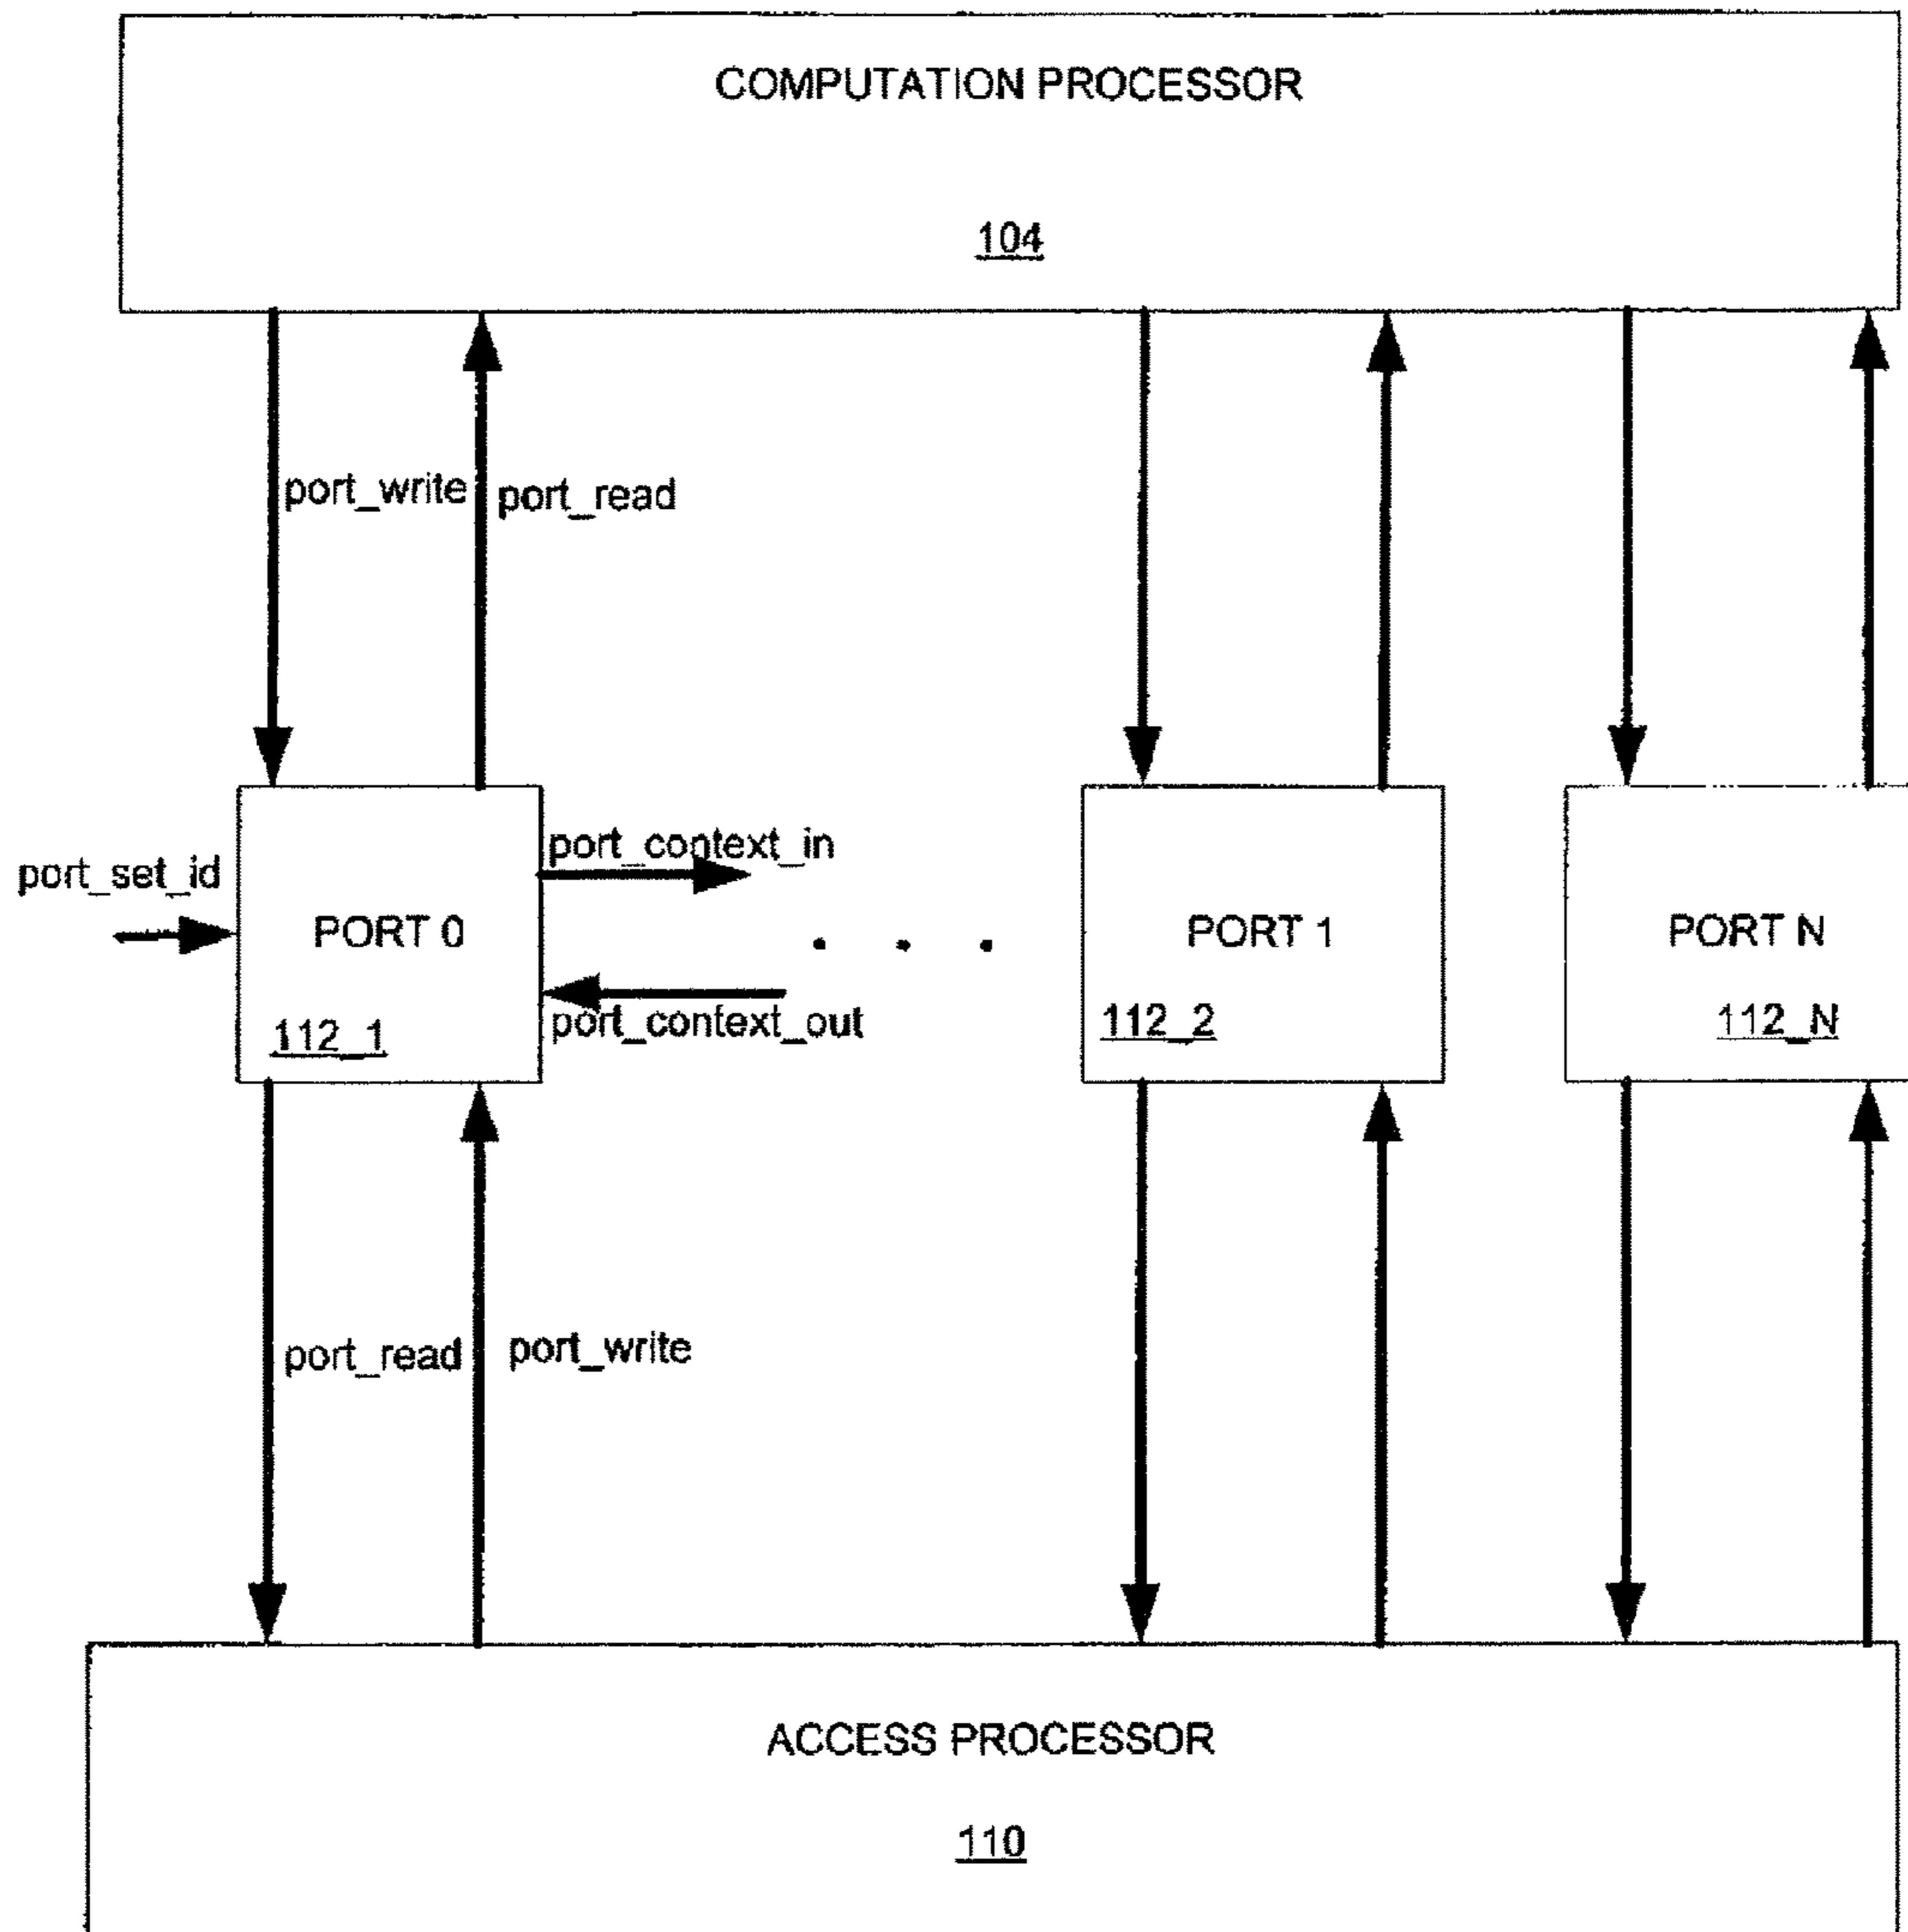 COMPUTATION PROCESSOR
104
port_write
port_read
port_set_id
port_context_in
PORT 0
. . .
PORT 1
PORT N
112_1
port_context_out
112_2
112_N
port_read
port_write
ACCESS PROCESSOR
110